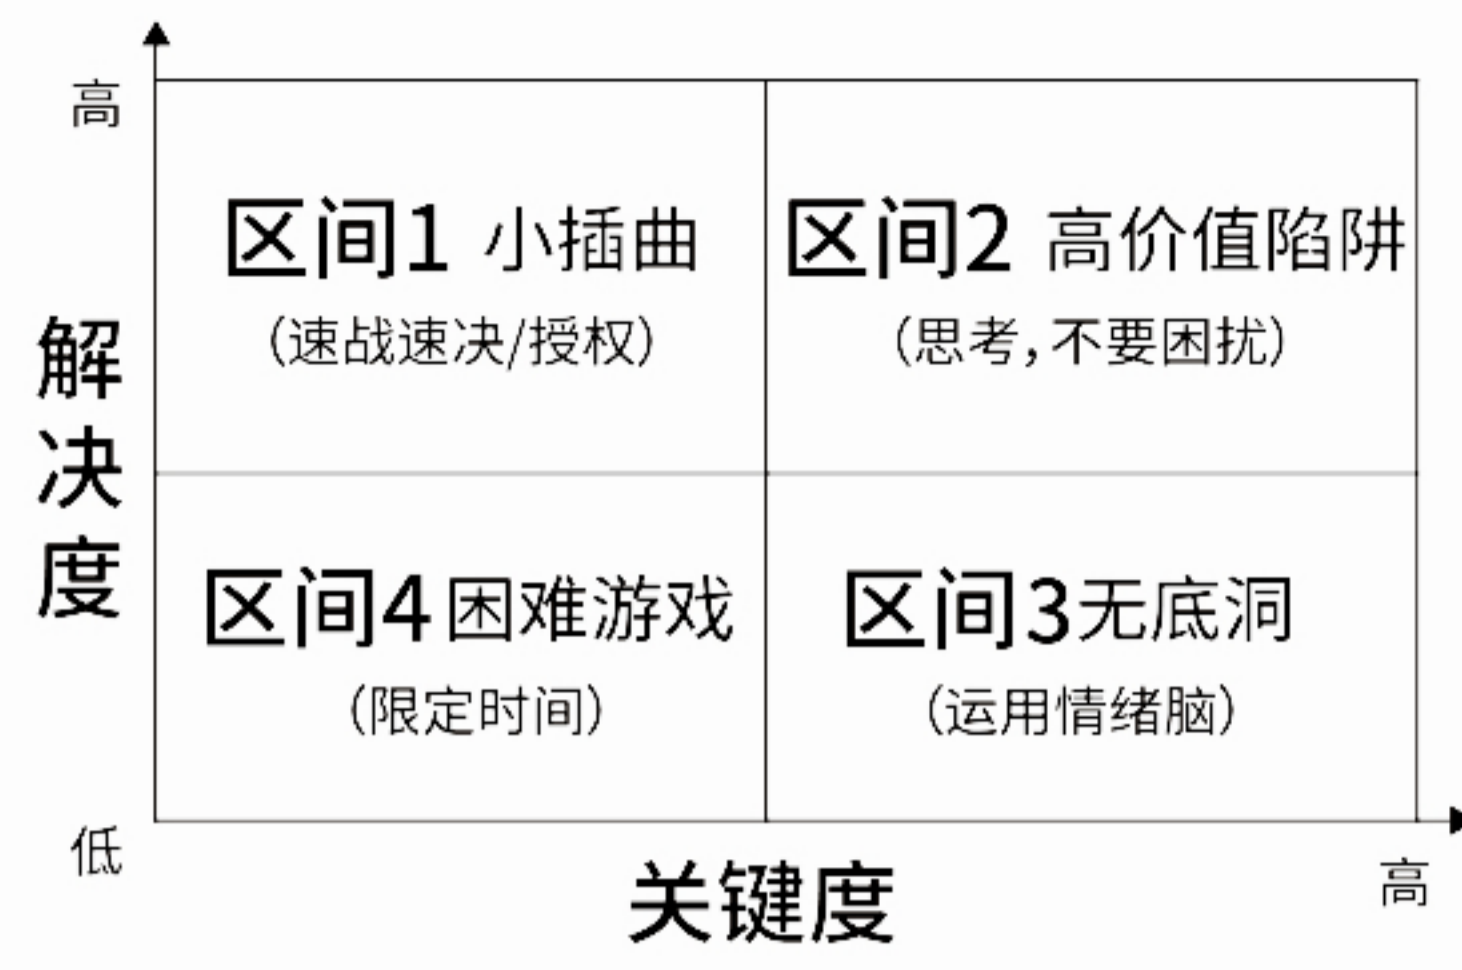 高
区间1 小插曲
（速战速决/授权）
区间2 高价值陷阱
（思考，不要困扰）
解决度
区间4 困难游戏
（限定时间）
区间3无底洞
（运用情绪脑）
低
关键度
高